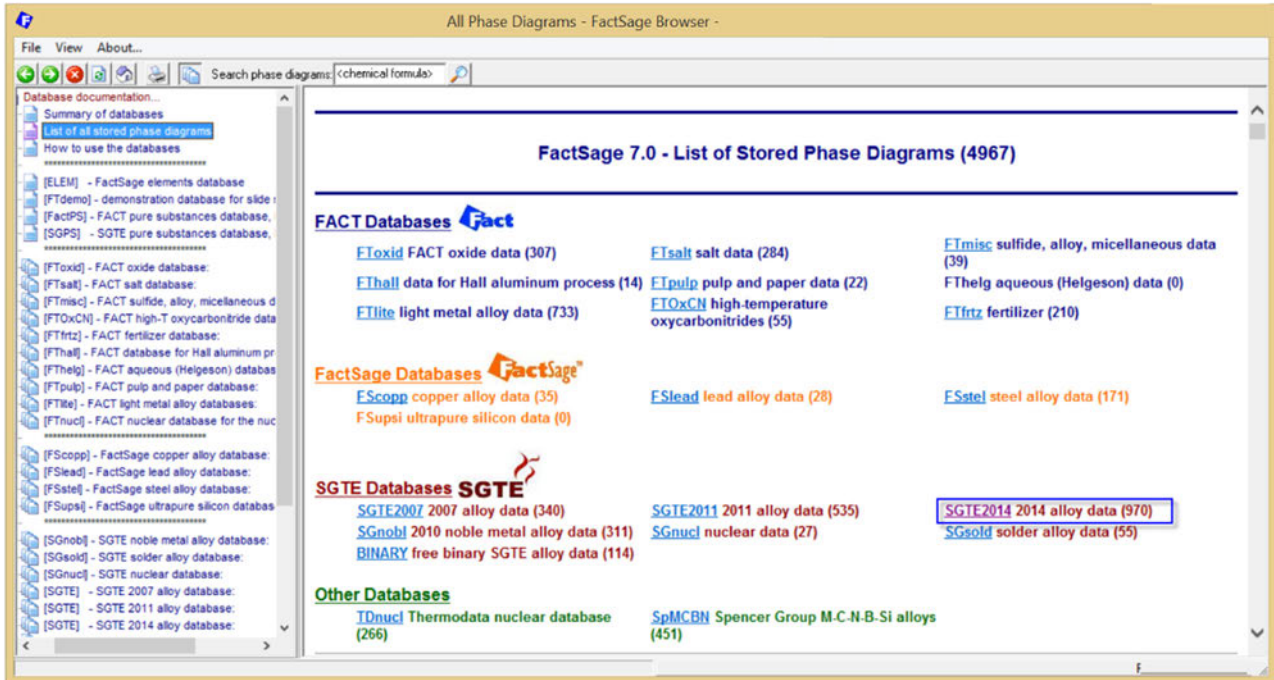 All Phase Diagrams - FactSage Browser -
File View About...
Search phase diagrams: <chemical formula>
Database documentation...
Summary of databases
List of all stored phase diagrams
How to use the databases
**************************************
[ELEM] - FactSage elements database
[FTdemo] - demonstration database for slide
[FactPS] - FACT pure substances database,
[SGPS] - SGTE pure substances database,
**************************************
[FToxid] - FACT oxide database:
[FTsalt] - FACT salt database:
[FTmisc] - FACT sulfide, alloy, micellaneous d
[FTOxCN] - FACT high-T oxycarbonitride data
[FTfrtz] - FACT fertilizer database:
[FThall] - FACT database for Hall aluminum pr
[FThelg] - FACT aqueous (Helgeson) databas
[FTpulp] - FACT pulp and paper database:
[FTlite] - FACT light metal alloy databases:
[FTnucl] - FACT nuclear database for the nuc
**************************************
[FScopp] - FactSage copper alloy database:
[FSlead] - FactSage lead alloy database:
[FSstel] - FactSage steel alloy database:
[FSupsi] - FactSage ultrapure silicon databas
**************************************
[SGnobl] - SGTE noble metal alloy database:
[SGsold] - SGTE solder alloy database:
[SGnucl] - SGTE nuclear database:
[SGTE] - SGTE 2007 alloy database:
[SGTE] - SGTE 2011 alloy database:
[SGTE] - SGTE 2014 alloy database:
FactSage 7.0 - List of Stored Phase Diagrams (4967)
FACT Databases Fact
FToxid FACT oxide data (307)
FTsalt salt data (284)
FTmisc sulfide, alloy, micellaneous data
(39)
FThall data for Hall aluminum process (14)
FTpulp pulp and paper data (22)
FThelg aqueous (Helgeson) data (0)
FTlite light metal alloy data (733)
FTOxCN high-temperature
oxycarbonitrides (55)
FTfrtz fertilizer (210)
FactSage Databases FactSage™
FScopp copper alloy data (35)
FSlead lead alloy data (28)
FSstel steel alloy data (171)
FSupsi ultrapure silicon data (0)
SGTE Databases SGTE
SGTE2007 2007 alloy data (340)
SGTE2011 2011 alloy data (535)
SGTE2014 2014 alloy data (970)
SGnobl 2010 noble metal alloy data (311)
SGnucl nuclear data (27)
SGsold solder alloy data (55)
BINARY free binary SGTE alloy data (114)
Other Databases
TDnucl Thermodata nuclear database
(266)
SpMCBN Spencer Group M-C-N-B-Si alloys
(451)